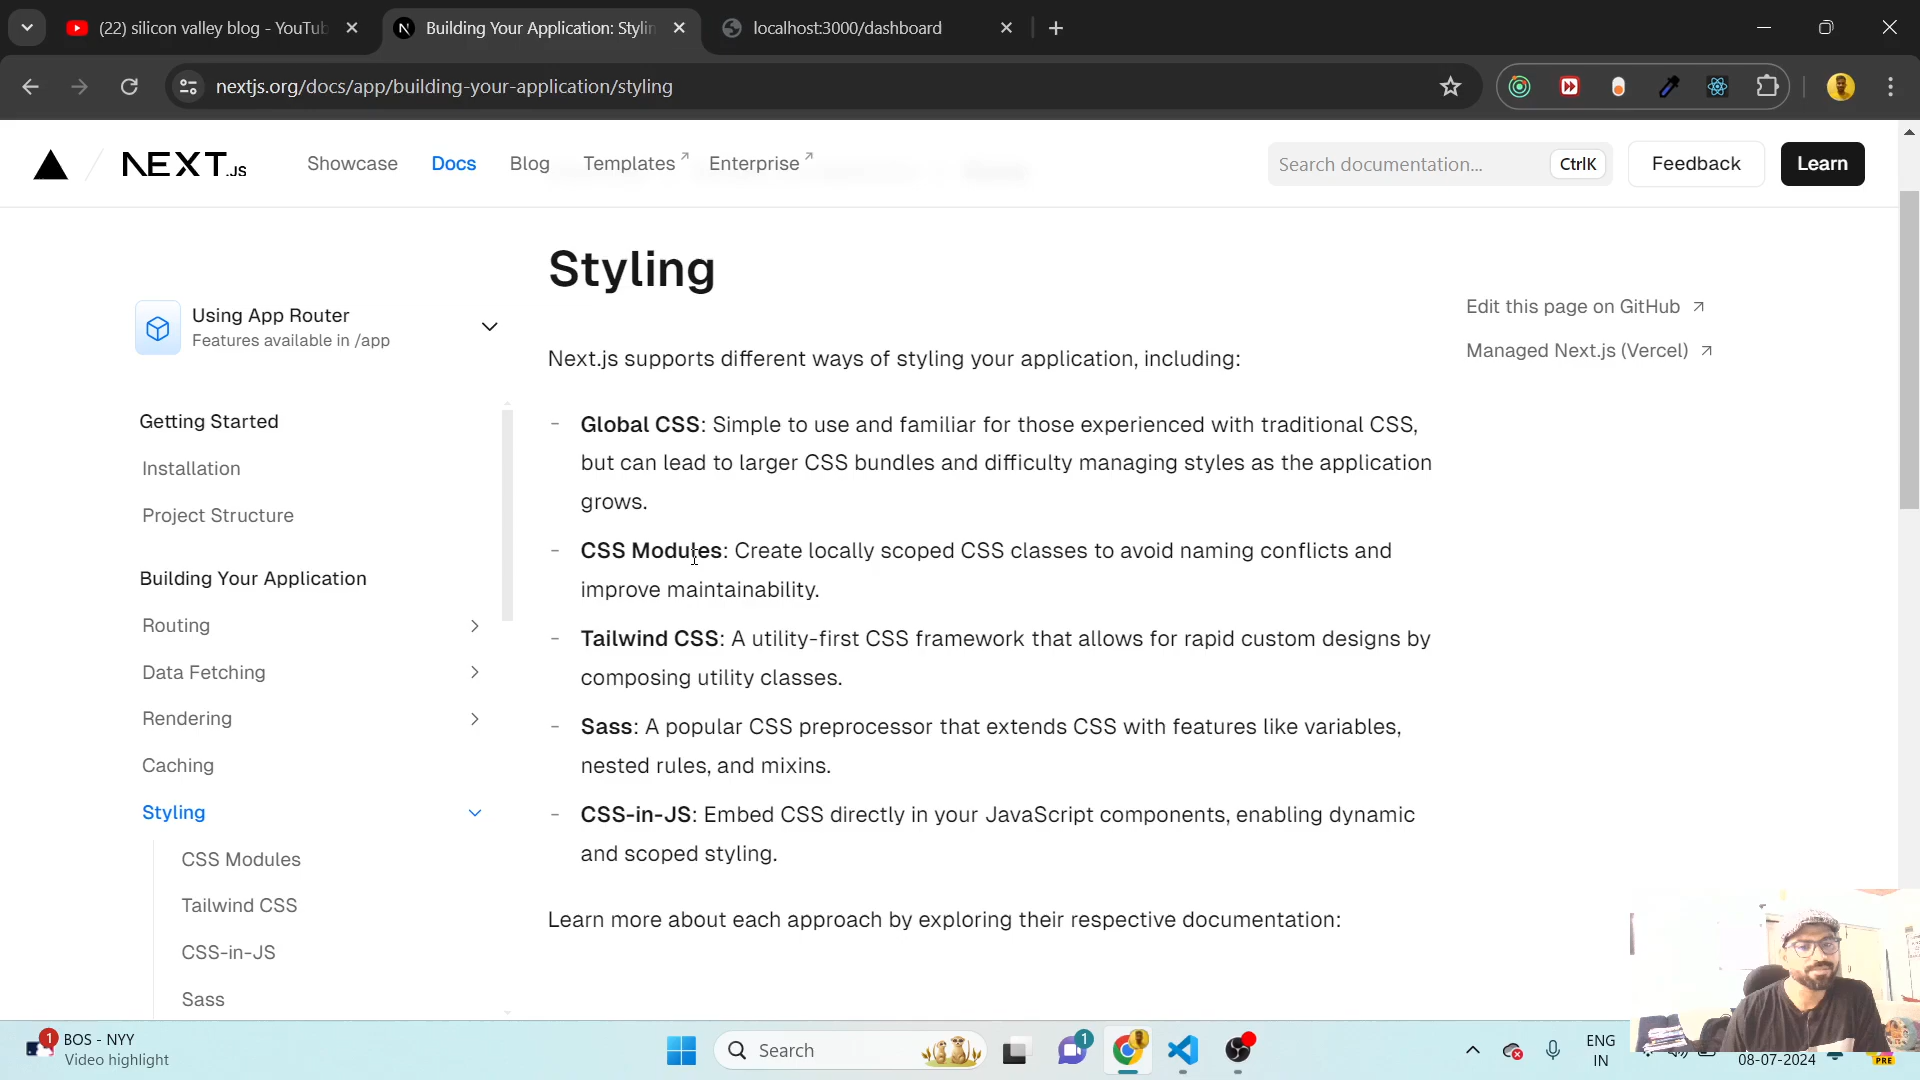 (22) silicon valley blog - YouTub
Building Your Application: Stylin
localhost:3000/dashboard
nextjs.org/docs/app/building-your-application/styling
NEXT.JS
Showcase
Docs
Blog
Templates
Enterprise
Search documentation...
CtrlK
Feedback
Learn
Using App Router
Features available in /app
Getting Started
Installation
Project Structure
Building Your Application
Routing
Data Fetching
Rendering
Caching
Styling
CSS Modules
Tailwind CSS
CSS-in-JS
Sass
Styling
Next.js supports different ways of styling your application, including:
- Global CSS: Simple to use and familiar for those experienced with traditional CSS,
but can lead to larger CSS bundles and difficulty managing styles as the application
grows.
- CSS Modules: Create locally scoped CSS classes to avoid naming conflicts and
improve maintainability.
- Tailwind CSS: A utility-first CSS framework that allows for rapid custom designs by
composing utility classes.
- Sass: A popular CSS preprocessor that extends CSS with features like variables,
nested rules, and mixins.
- CSS-in-JS: Embed CSS directly in your JavaScript components, enabling dynamic
and scoped styling.
Learn more about each approach by exploring their respective documentation:
Edit this page on GitHub
Managed Next.js (Vercel)
1
BOS - NYY
Video highlight
Search
1
ENG
IN
08-07-2024
PRE